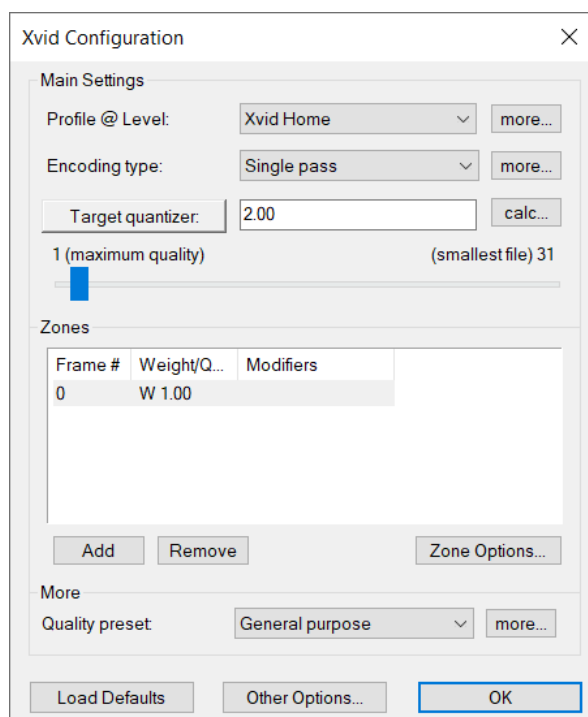 Xvid Configuration
Main Settings
Profile @ Level: Xvid Home more...
Encoding type: Single pass more...
Target quantizer: 2.00 calc...
1 (maximum quality) (smallest file) 31
Zones
Frame # Weight/Q... Modifiers
0 W 1.00
Add Remove Zone Options...
More
Quality preset: General purpose more...
Load Defaults Other Options... OK